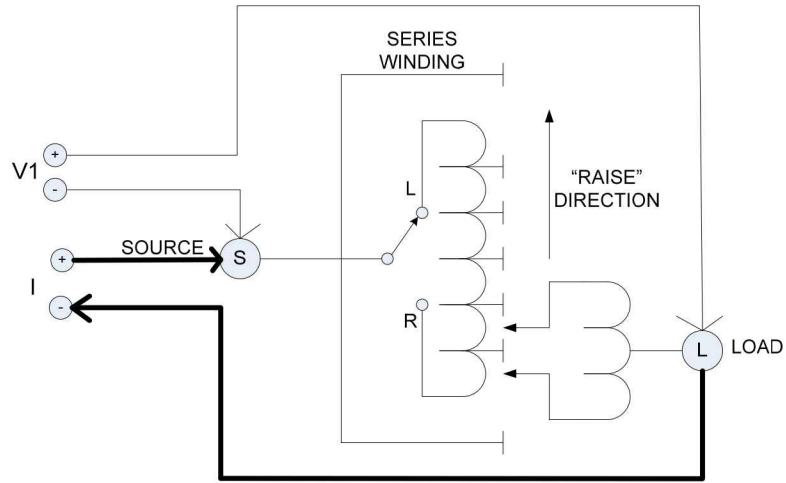 SERIES
WINDING
+
V1
-
L
"RAISE"
DIRECTION
SOURCE
+
S
I
-
R
L
LOAD